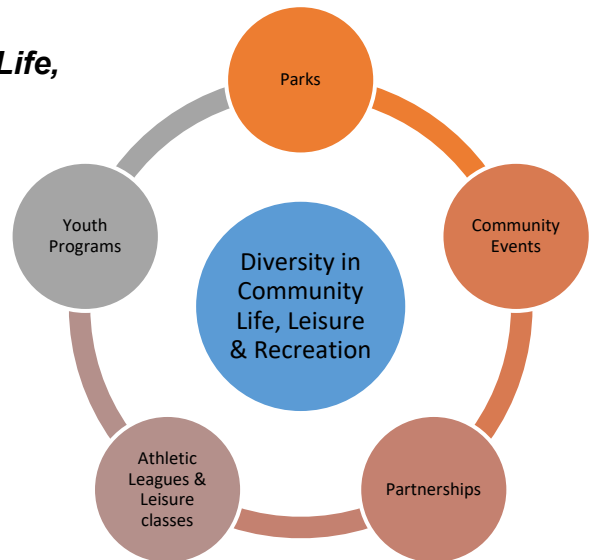 Life,
Parks
Community
Events
Partnerships
Athletic
Leagues &
Leisure
classes
Youth
Programs
Diversity in
Community
Life, Leisure
& Recreation